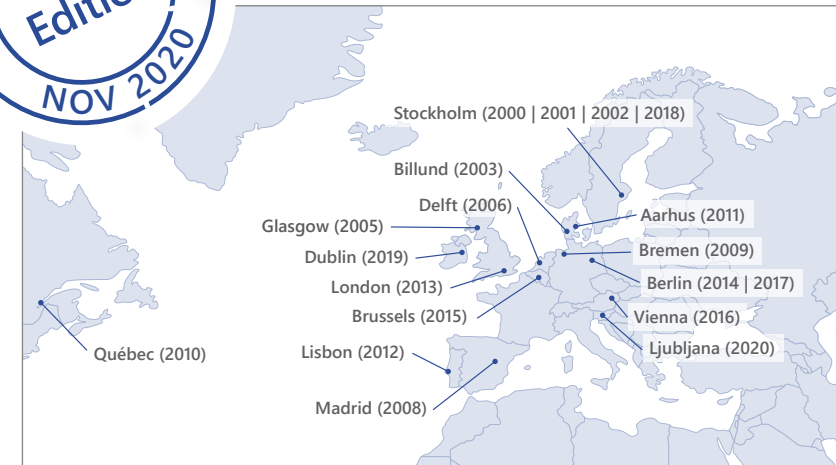 Editio
NOV 2020
Stockholm (2000 | 2001 | 2002 | 2018)
Billund (2003)
Delft (2006)
Aarhus (2011)
Glasgow (2005)
Bremen (2009)
Dublin (2019)
Berlin (2014 | 2017)
London (2013)
Brussels (2015)
Vienna (2016)
Ljubljana (2020)
Lisbon (2012)
Québec (2010)
Madrid (2008)